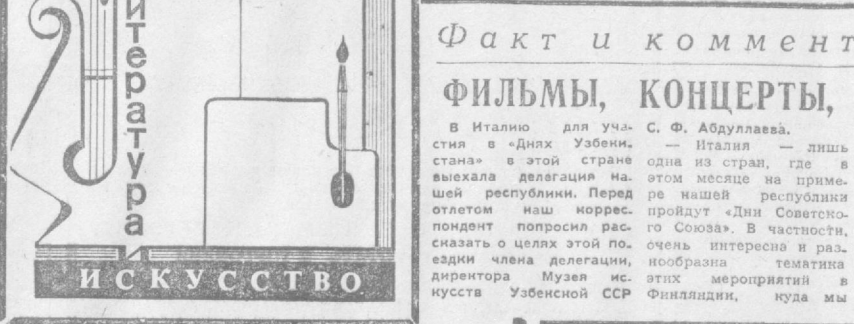 итература
ИСКУССТВО
Факт и коммент
ФИЛЬМЫ, КОНЦЕРТЫ,
В Италию для уча-
стия в «Днях Узбеки-
стана» в этой стране
выехала делегация на-
шей республики. Перед
отлетом наш коррес-
пондент попросил рас-
сказать о целях этой по-
ездки члена делегации,
директора Музея ис-
кусств Узбекской ССР
С. Ф. Абдуллаева.
— Италия — лишь
одна из стран, где в
этом месяце на приме-
ре нашей республики
пройдут «Дни Советско-
го Союза». В частности,
очень интересна и раз-
нообразна тематика
этих мероприятий в
Финляндии, куда мы